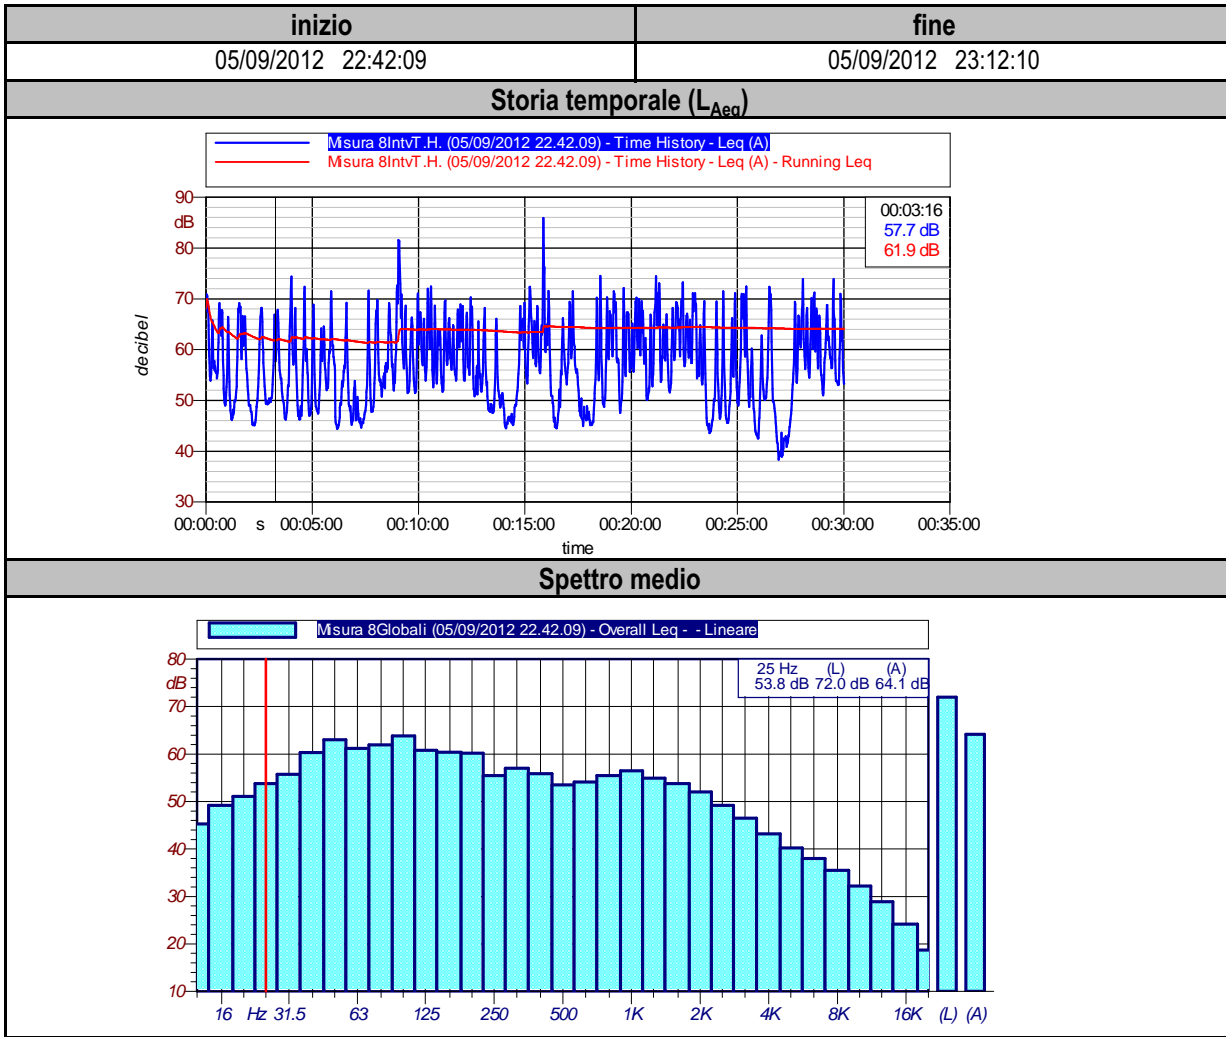 inizio fine
05/09/2012 22:42:09 05/09/2012 23:12:10
Storia temporale (LAeq)
Misura 8IntvT.H. (05/09/2012 22.42.09) - Time History - Leq (A)
Misura 8IntvT.H. (05/09/2012 22.42.09) - Time History - Leq (A) - Running Leq
90
dB
80
70
60
50
40
30
decibel
00:03:16
57.7 dB
61.9 dB
00:00:00 s 00:05:00 00:10:00 00:15:00 00:20:00 00:25:00 00:30:00 00:35:00
time
Spettro medio
Misura 8Globali (05/09/2012 22.42.09) - Overall Leq - - Lineare
80
dB
70
60
50
40
30
20
10
25 Hz (L) (A)
53.8 dB 72.0 dB 64.1 dB
16 Hz 31.5 63 125 250 500 1K 2K 4K 8K 16K (L) (A)